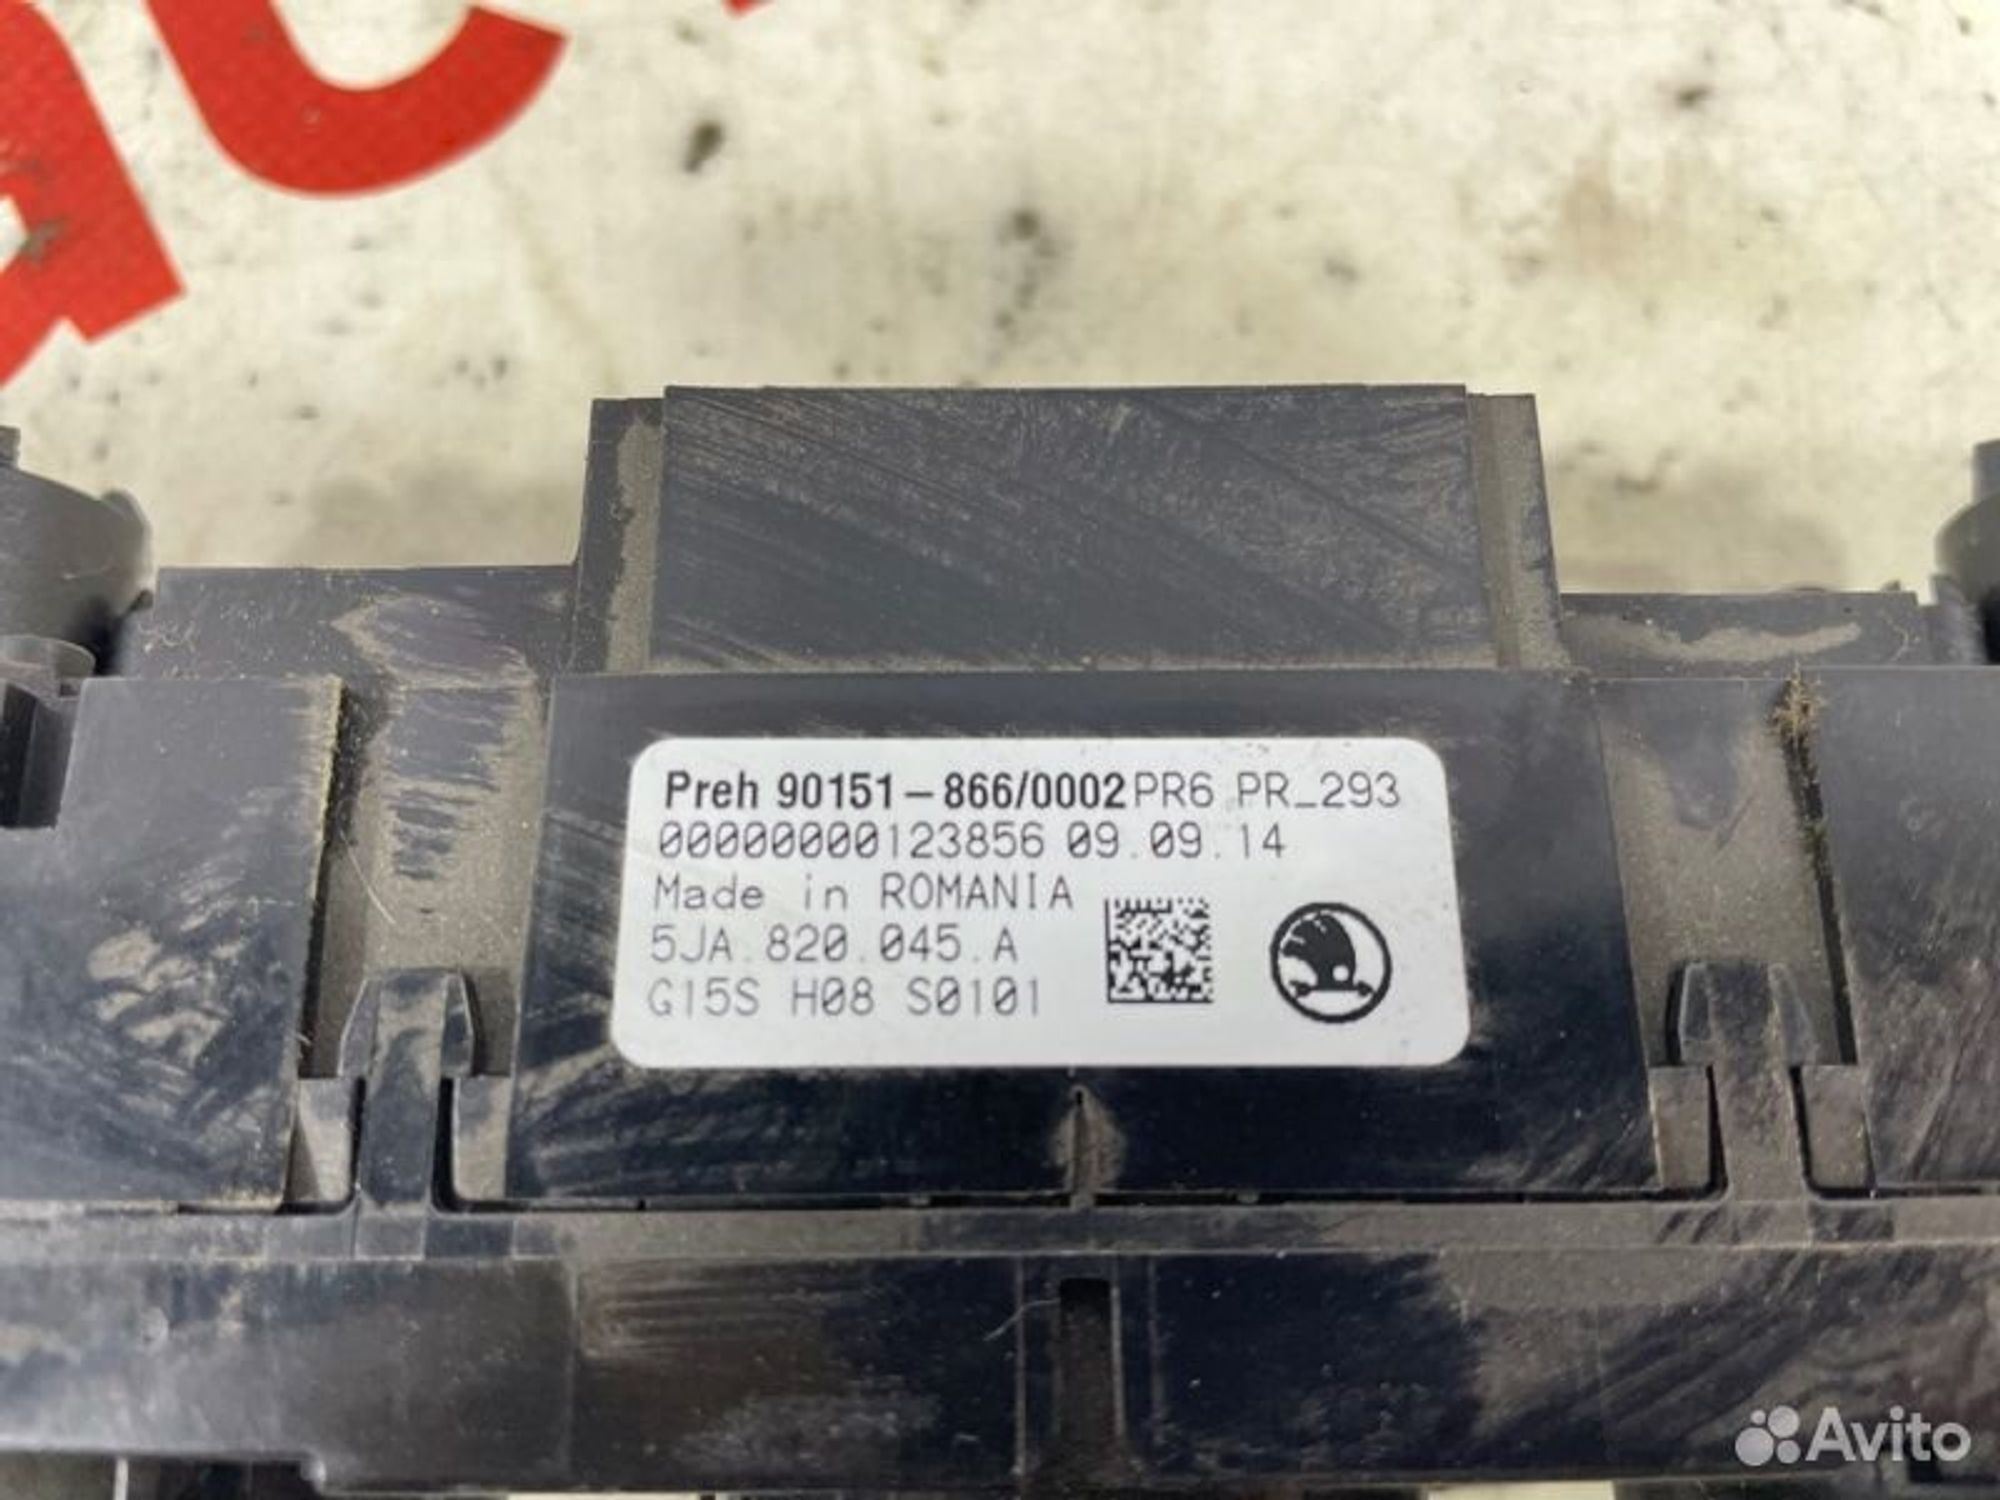 Preh 90151-866/0002 PR6 PR_293
00000000123856 09.09.14
Made in ROMANIA
5JA.820.045.A
G15S H08 S0101
Avito